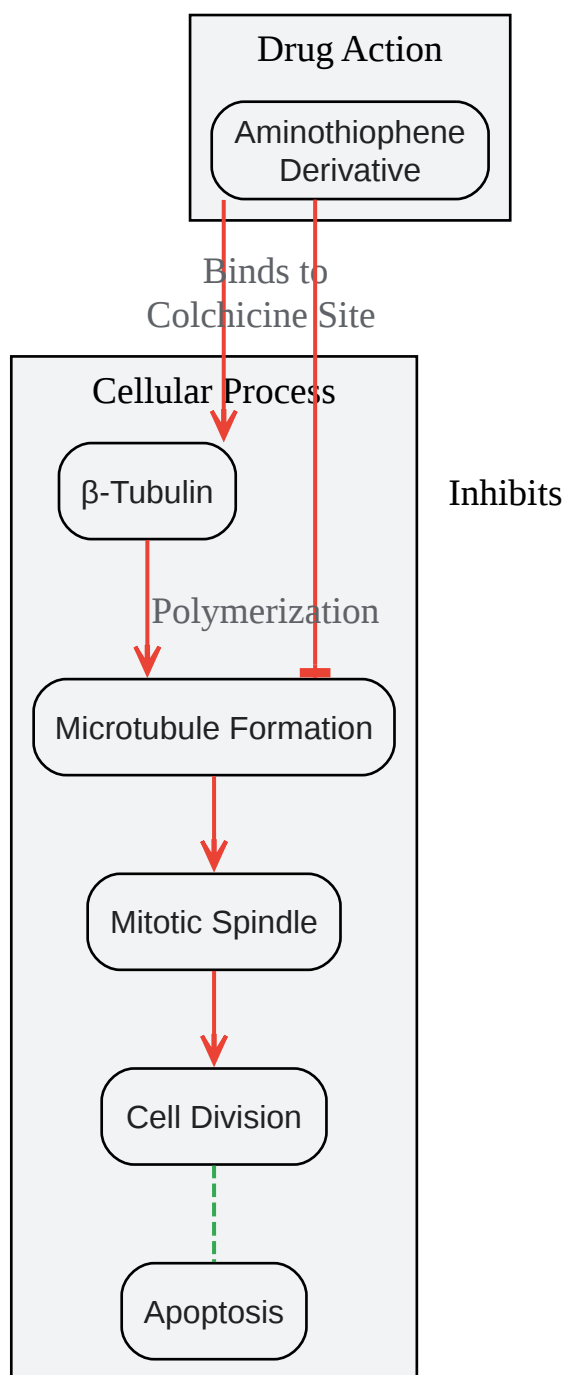 Drug Action
Aminothiophene
Derivative
Binds to
Colchicine Site
Cellular Process
β-Tubulin
Inhibits
Polymerization
Microtubule Formation
Mitotic Spindle
Cell Division
Apoptosis